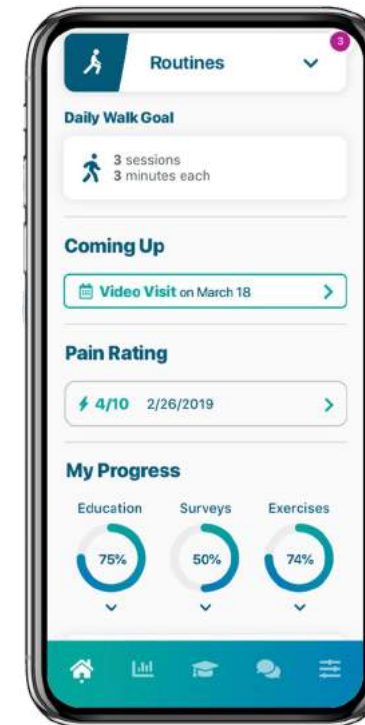 3
Routines
Daily Walk Goal
3 sessions
3 minutes each
Coming Up
Video Visit on March 18
Pain Rating
4/10 2/26/2019
My Progress
Education Surveys Exercises
75% 50% 74%